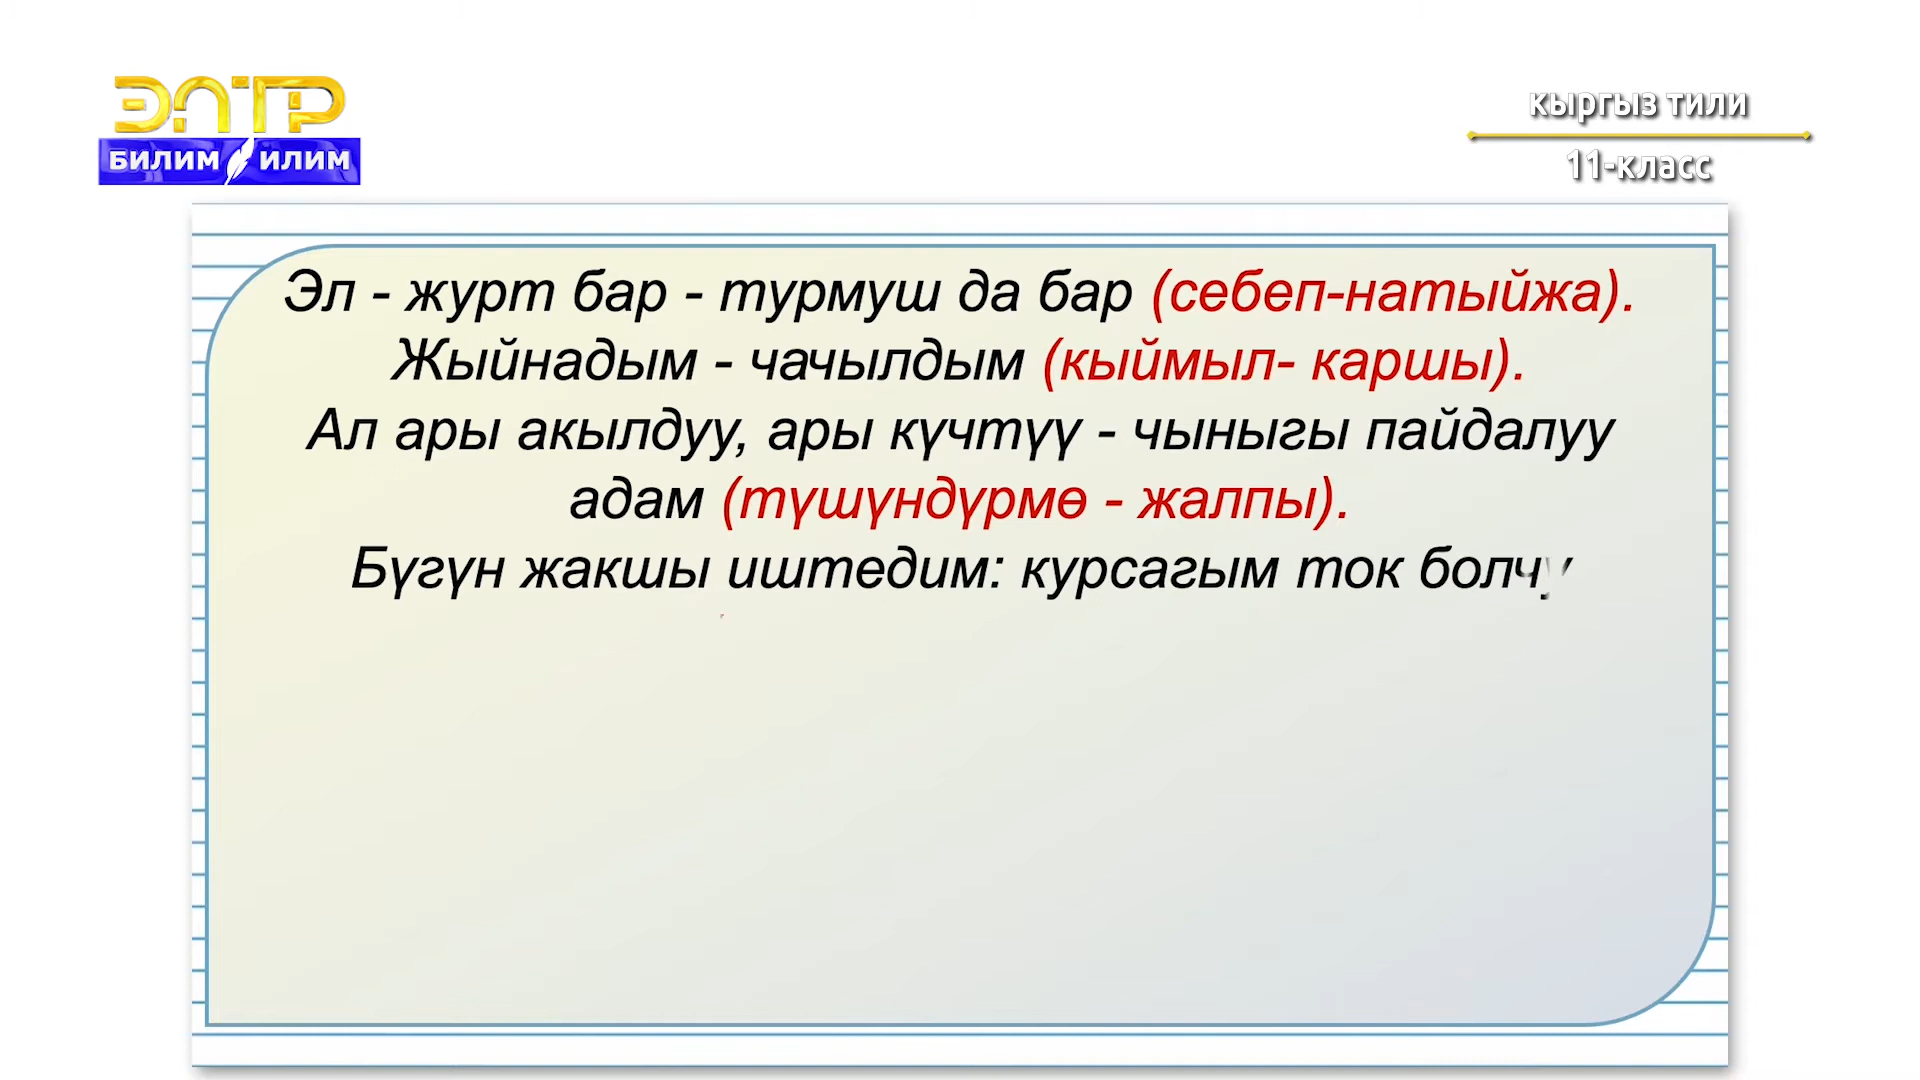 ЭЛТР
БИЛИМ ИЛИМ
кыргыз тили
11-класс
Эл - журт бар - турмуш да бар (себеп-натыйжа).
Жыйнадым - чачылдым (кыймыл- каршы).
Ал ары акылдуу, ары күчтүү - чыныгы пайдалуу
адам (түшүндүрмө - жалпы).
Бүгүн жакшы иштедим: курсагым ток болчу